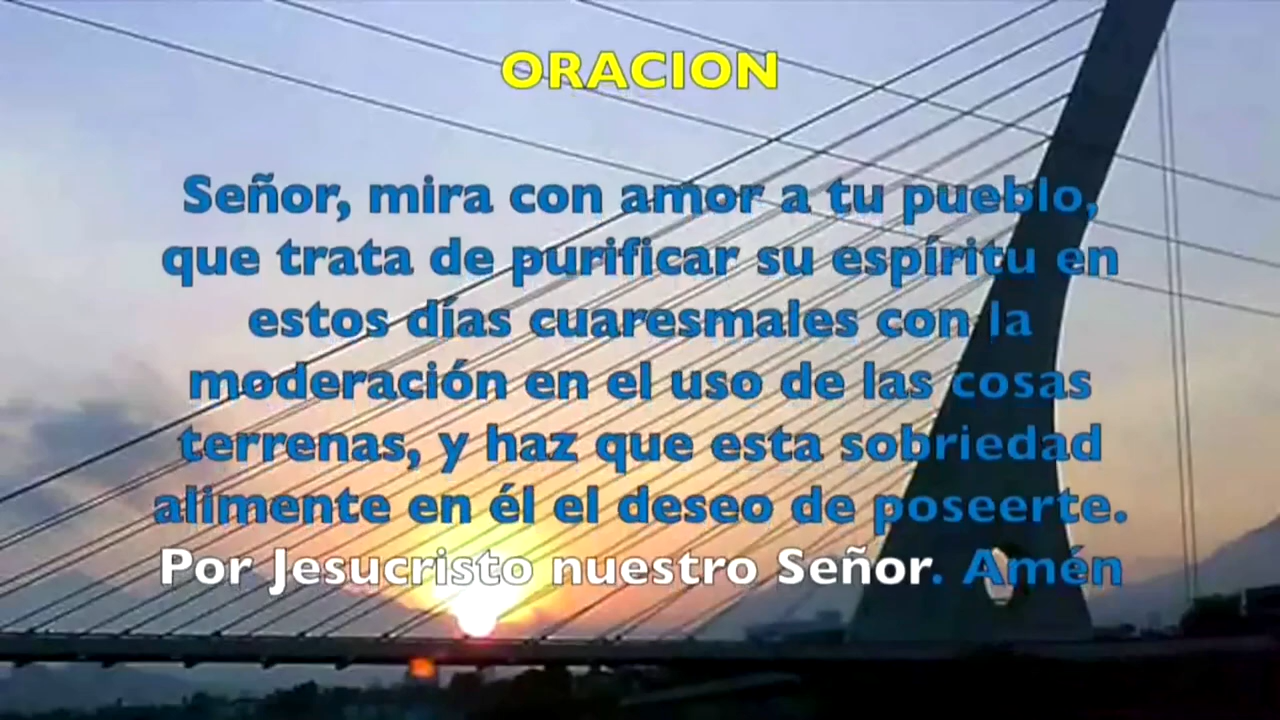 ORACION
Señor, mira con amor a tu pueblo,
que trata de purificar su espíritu en
estos días cuaresmales con la
moderación en el uso de las cosas
terrenas, y haz que esta sobriedad
alimente en él el deseo de poseerte.
Por Jesucristo nuestro Señor. Amén